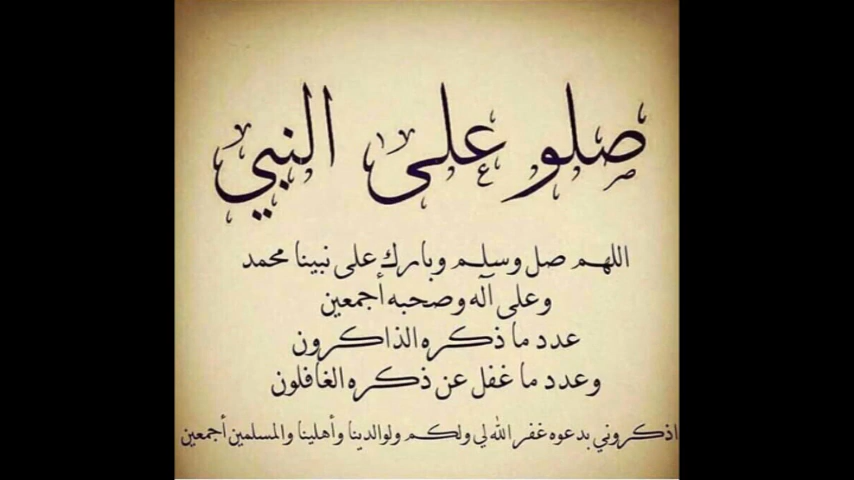 صلو على النبي
اللهم صل وسلم وبارك على نبينا محمد
وعلى آله وصحبه أجمعين
عدد ما ذكره الذاكرون
وعدد ما غفل عن ذكره الغافلون
اذكروني بدعوه غفر الله لي ولكم ولوالدينا وأهلينا والمسلمين أجمعين